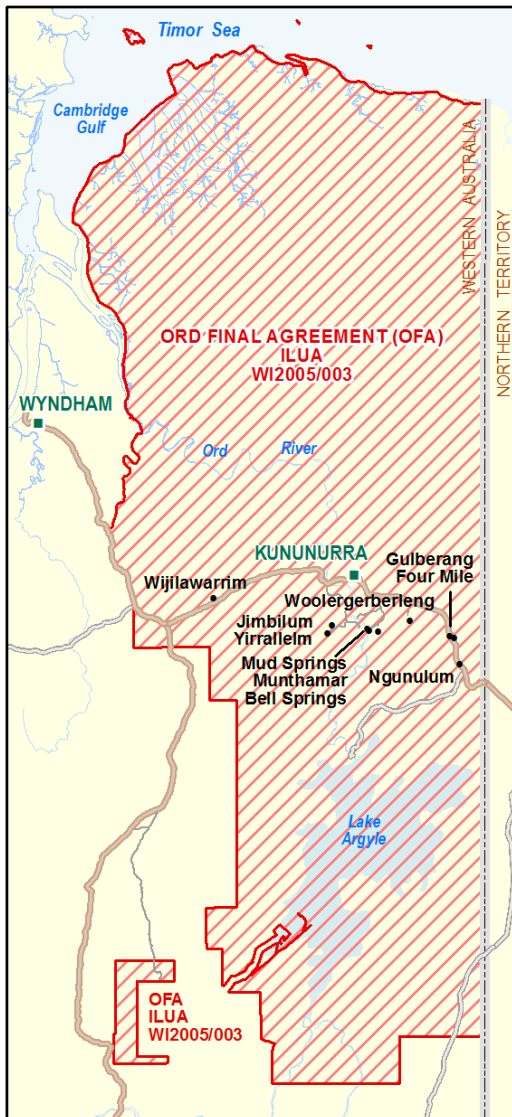 Timor Sea
Cambridge
Gulf
WESTERN AUSTRALIA
NORTHERN TERRITORY
ORD FINAL AGREEMENT (OFA)
ILUA
WI2005/003
WYNDHAM
Ord River
KUNUNURRA
Gulberang
Four Mile
Wijilawarrim
Woolergerberleng
Jimbilum
Yirrallelm
Mud Springs
Munthamar
Bell Springs
Ngunulum
Lake
Argyle
OFA
ILUA
WI2005/003